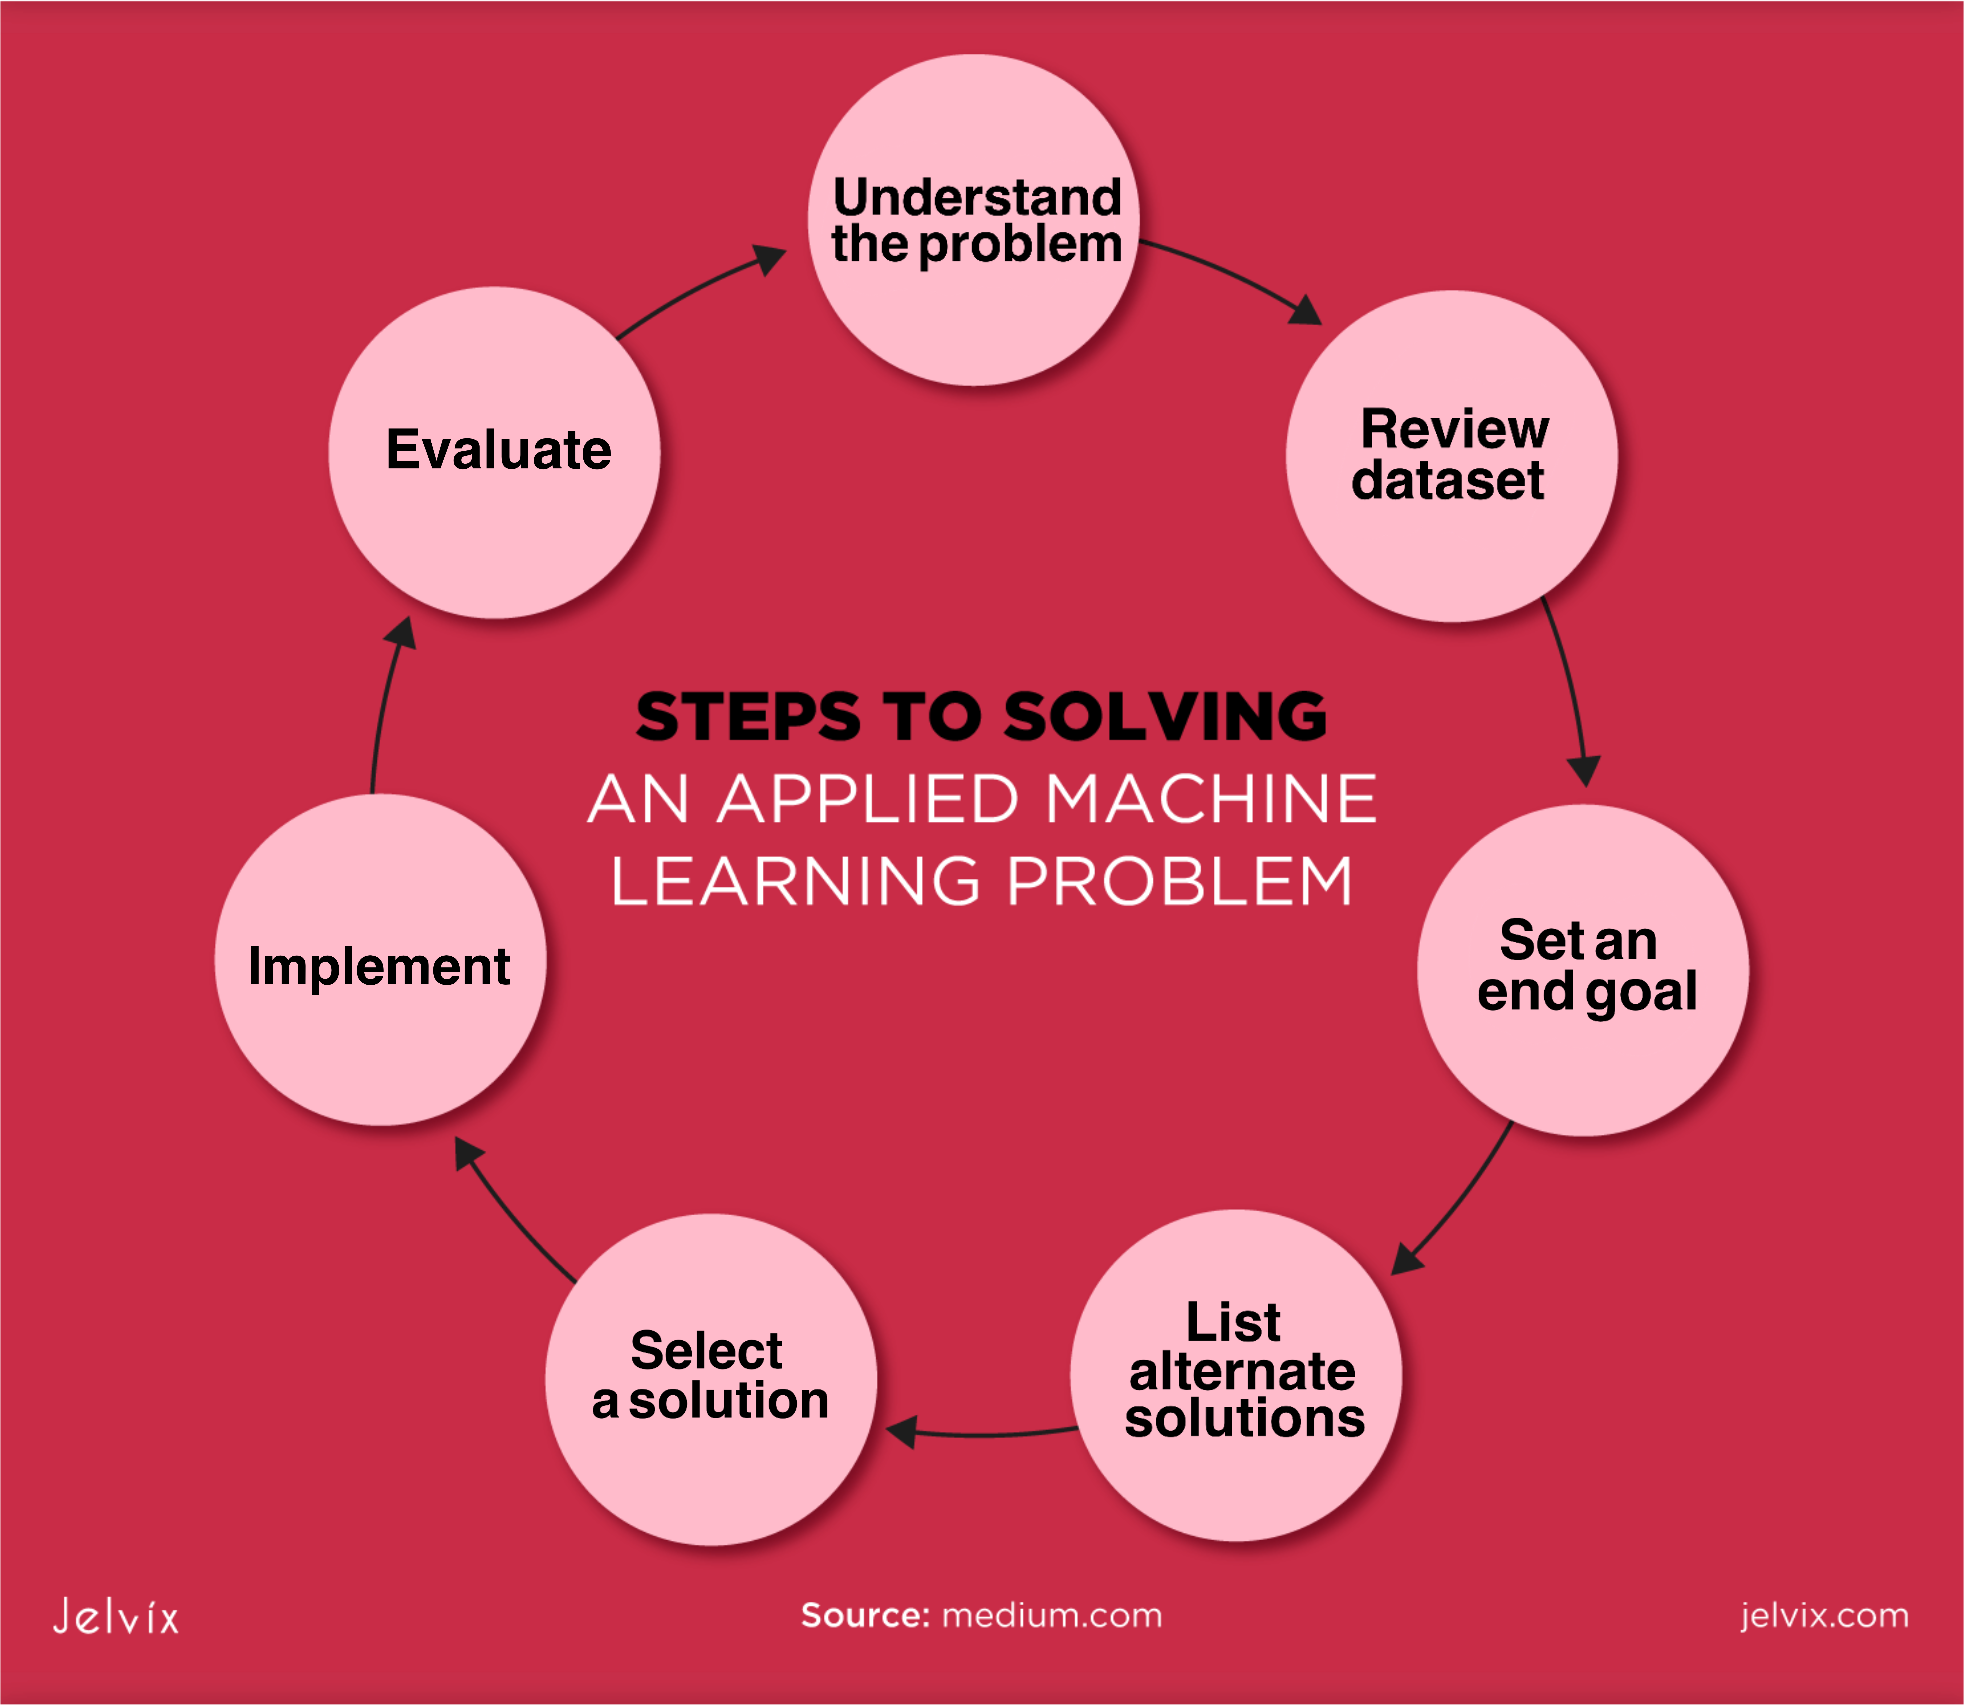 Understand
the problem
Review
dataset
Set an
end goal
List
alternate
solutions
Select
a solution
Implement
Evaluate
STEPS TO SOLVING
AN APPLIED MACHINE
LEARNING PROBLEM
Jelvíx
Source: medium.com
jelvix.com